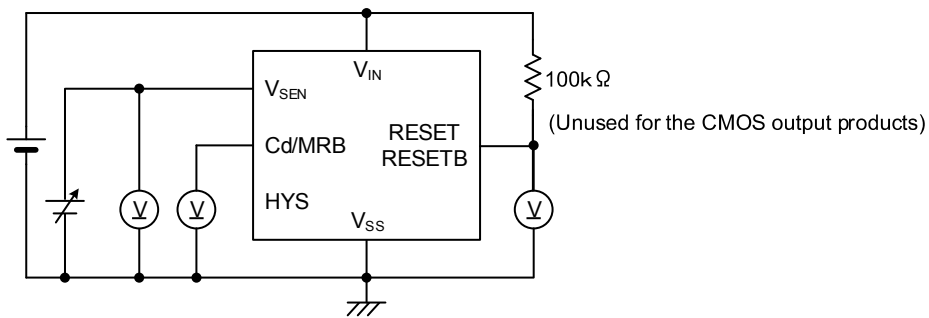 V_IN
V_SEN
100kΩ
(Unused for the CMOS output products)
RESET
Cd/MRB
RESETB
V
V
V
HYS
V_SS